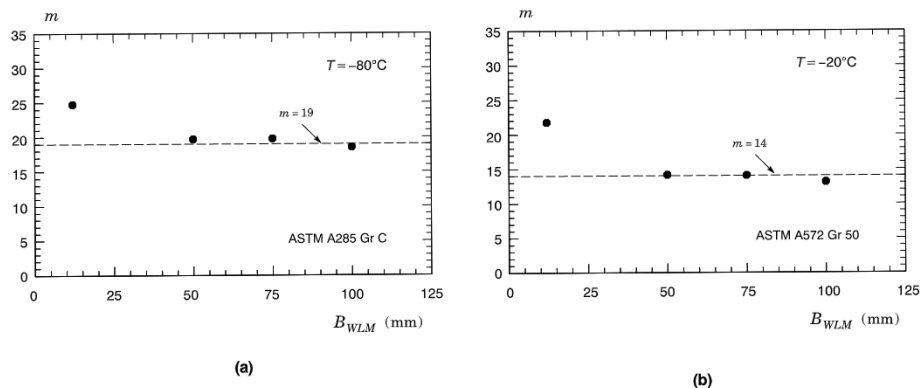 m
35
30
25
20
15
10
5
0
T = −80°C
m = 19
ASTM A285 Gr C
0 25 50 75 100 125
B_WLM (mm)
(a)
m
35
30
25
20
15
10
5
0
T = −20°C
m = 14
ASTM A572 Gr 50
0 25 50 75 100 125
B_WLM (mm)
(b)